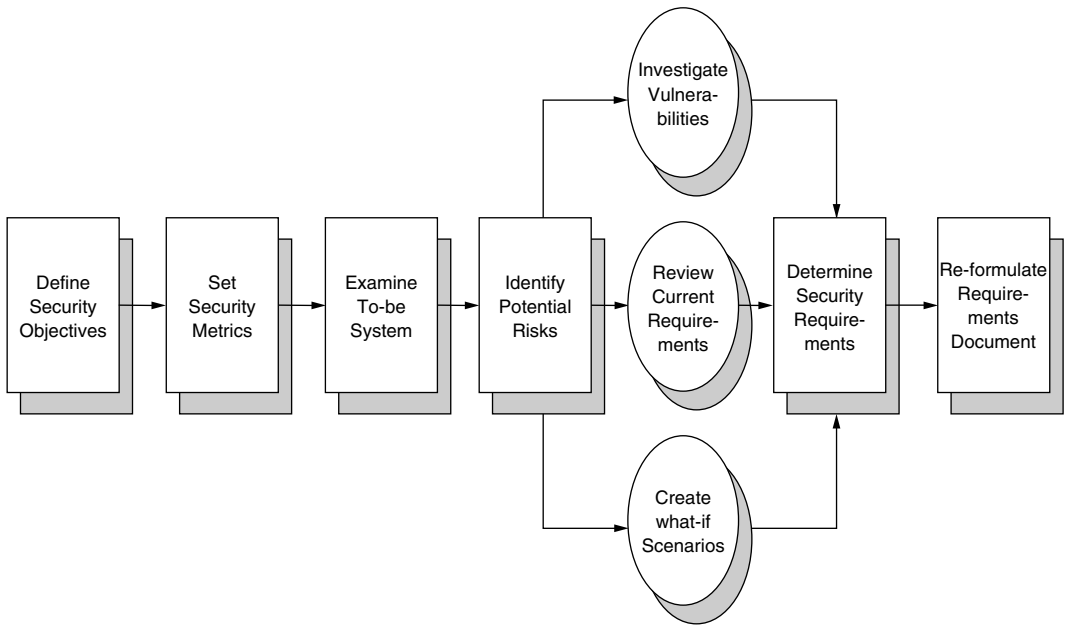 Define
Security
Objectives
Set
Security
Metrics
Examine
To-be
System
Identify
Potential
Risks
Investigate
Vulnera-
bilities
Review
Current
Require-
ments
Create
what-if
Scenarios
Determine
Security
Require-
ments
Re-formulate
Require-
ments
Document